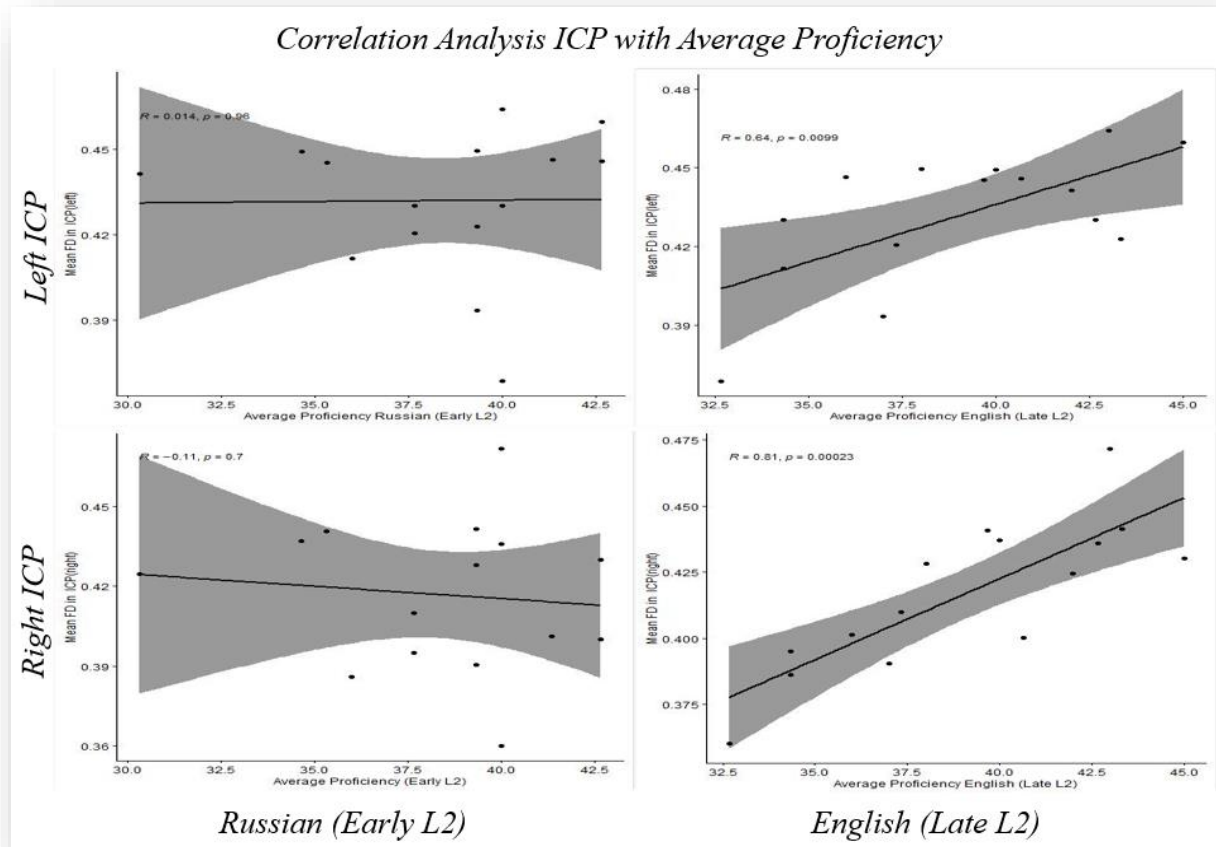 Correlation Analysis ICP with Average Proficiency
Left ICP
Mean FD in ICP(left)
0.45
0.42
0.39
R = 0.014, p = 0.96
30.0 32.5 35.0 37.5 40.0 42.5
Average Proficiency Russian (Early L2)
Mean FD in ICP(left)
0.48
0.45
0.42
0.39
R = 0.64, p = 0.0099
32.5 35.0 37.5 40.0 42.5 45.0
Average Proficiency English (Late L2)
Right ICP
Mean FD in ICP(right)
0.45
0.42
0.39
0.36
R = −0.11, p = 0.7
30.0 32.5 35.0 37.5 40.0 42.5
Average Proficiency (Early L2)
Mean FD in ICP(right)
0.475
0.450
0.425
0.400
0.375
R = 0.81, p = 0.00023
32.5 35.0 37.5 40.0 42.5 45.0
Average Proficiency English (Late L2)
Russian (Early L2)
English (Late L2)